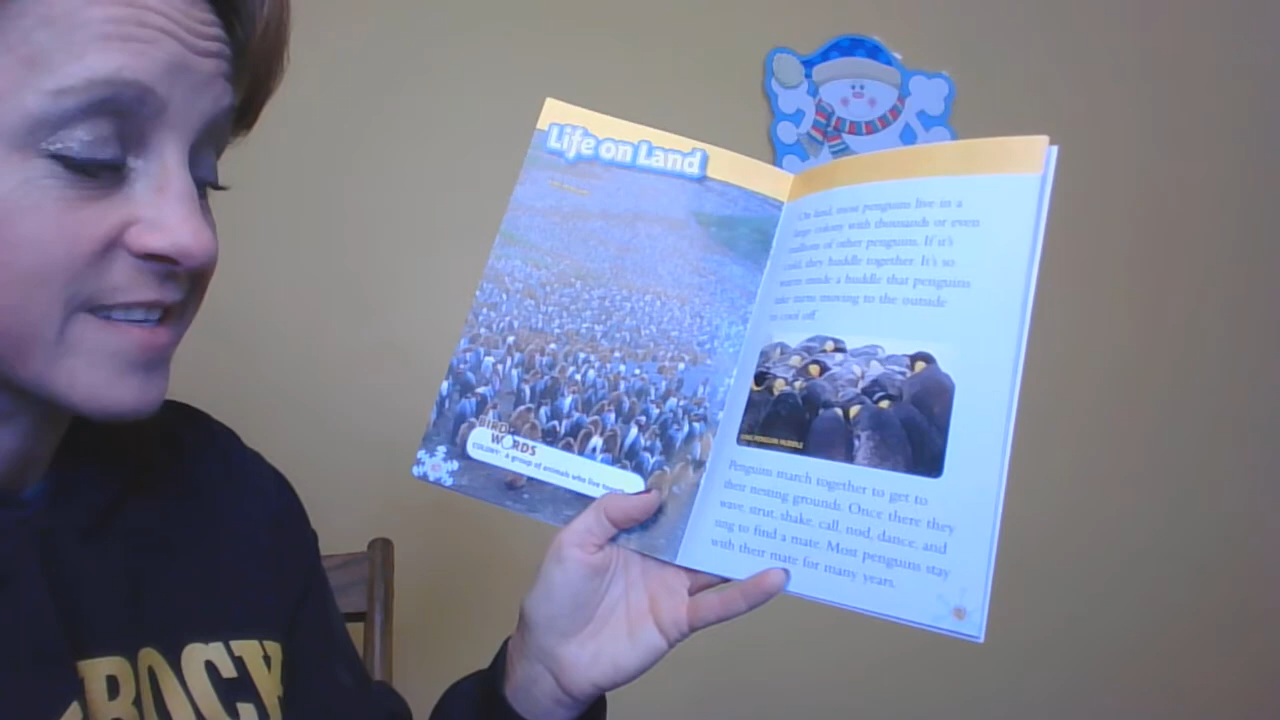 Life on Land
BIRD
WORDS
COLONY: A group of animals who live
On land, most penguins live in a
large colony with thousands or even
millions of other penguins. If it's
cold, they huddle together. It's so
warm inside a huddle that penguins
take turns moving to the outside
to cool off.
KING PENGUIN HUDDLE
Penguins march together to get to
their nesting grounds. Once there they
wave, strut, shake, call, nod, dance, and
sing to find a mate. Most penguins stay
with their mate for many years.
ROCK